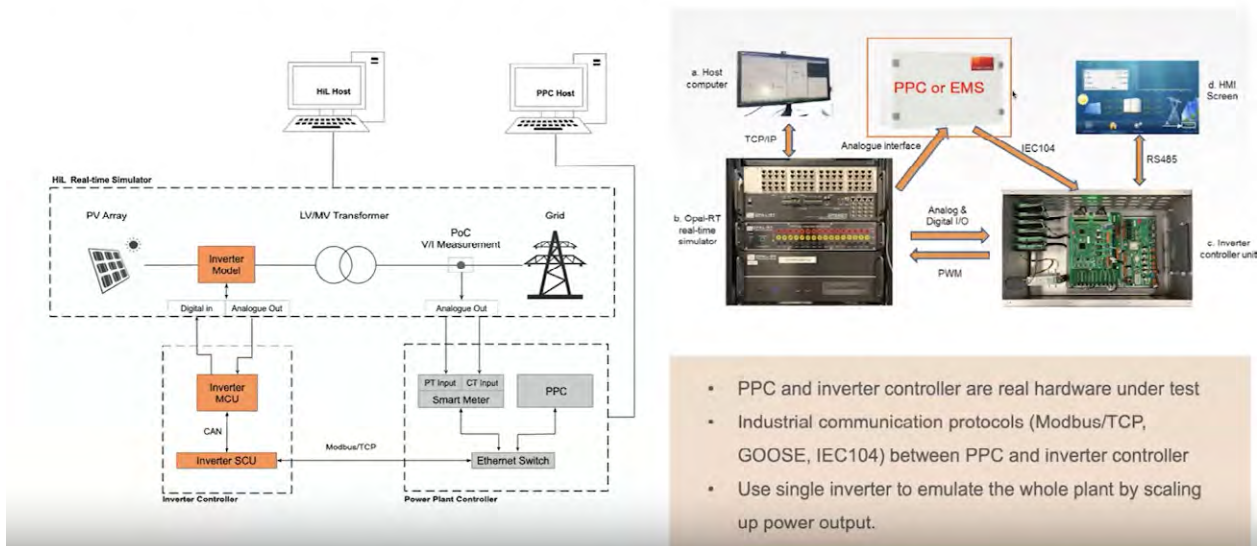 HiL Host
PPC Host
HiL Real-time Simulator
PV Array
LV/MV Transformer
PoC
V/I Measurement
Grid
Inverter
Model
Digital in
Analogue Out
Analogue Out
Inverter
MCU
CAN
Inverter SCU
Inverter Controller
Modbus/TCP
PT Input
CT Input
Smart Meter
PPC
Ethernet Switch
Power Plant Controller
a. Host
computer
PPC or EMS
d. HMI
Screen
TCP/IP
Analogue interface
IEC104
RS485
b. Opal-RT
real-time
simulator
Analog &
Digital I/O
PWM
c. Inverter
controller unit
• PPC and inverter controller are real hardware under test
• Industrial communication protocols (Modbus/TCP,
GOOSE, IEC104) between PPC and inverter controller
• Use single inverter to emulate the whole plant by scaling
up power output.